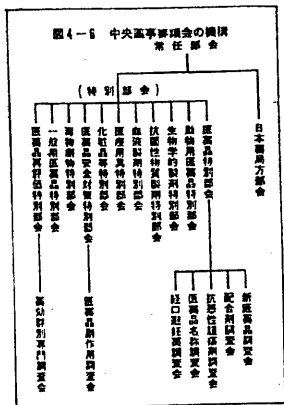 図4-6 中央薬事審議会の機構
常任部会
(特別部会)
日本薬局方部会
医薬品特別部会
動物用医薬品特別部会
生物学的製剤特別部会
抗菌性物質製剤特別部会
血液製剤特別部会
医療用具特別部会
化粧品等特別部会
医薬品安全対策特別部会
毒物劇物特別部会
一般用医薬品特別部会
医薬品再評価特別部会
新医薬品調査会
配合剤調査会
抗悪性腫瘍剤調査会
医薬品名称調査会
経口避妊薬調査会
医薬品副作用調査会
薬効群別専門調査会